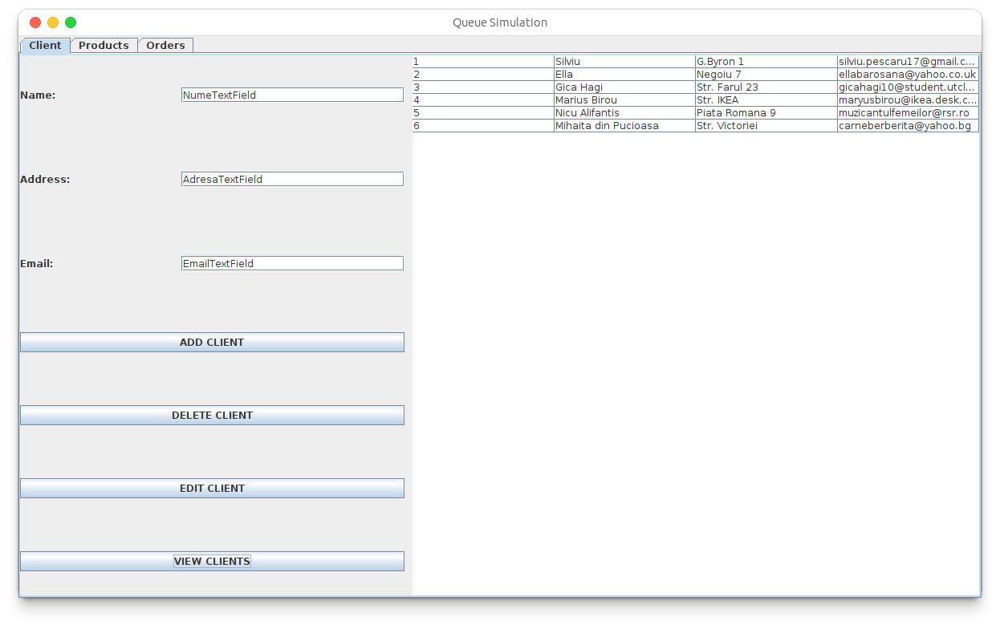 Queue Simulation
Client Products Orders
Name: NumeTextField
Address: AdresaTextField
Email: EmailTextField
ADD CLIENT
DELETE CLIENT
EDIT CLIENT
VIEW CLIENTS
1 Silviu G.Byron 1 silviu.pescaru17@gmail.c...
2 Ella Negoiu 7 ellabarosana@yahoo.co.uk
3 Gica Hagi Str. Farul 23 gicahagi10@student.utcl...
4 Marius Birou Str. IKEA maryusbirou@ikea.desk.c...
5 Nicu Alifantis Piata Romana 9 muzicantulfemeilor@rsr.ro
6 Mihaita din Pucioasa Str. Victoriei carneberberita@yahoo.bg